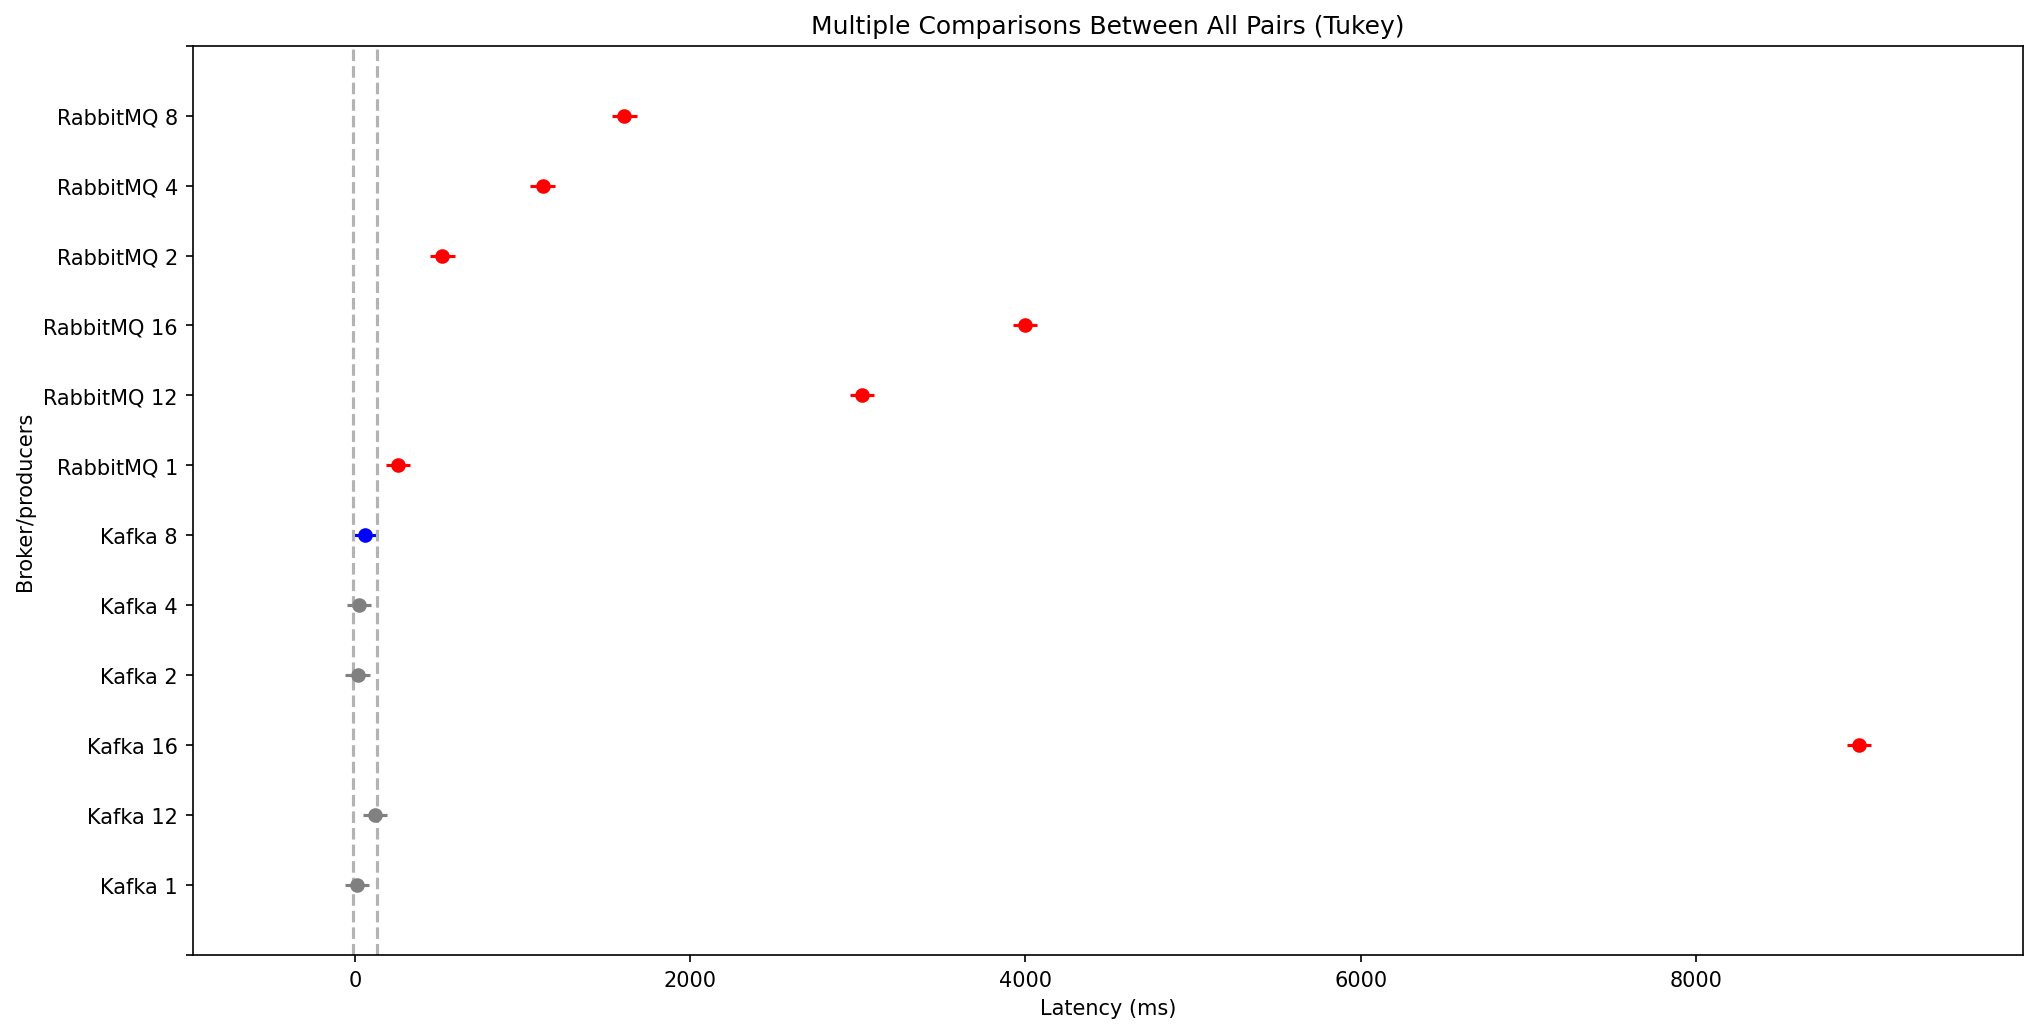 Multiple Comparisons Between All Pairs (Tukey)
RabbitMQ 8
RabbitMQ 4
RabbitMQ 2
RabbitMQ 16
RabbitMQ 12
RabbitMQ 1
Kafka 8
Kafka 4
Kafka 2
Kafka 16
Kafka 12
Kafka 1
Broker/producers
0 2000 4000 6000 8000
Latency (ms)